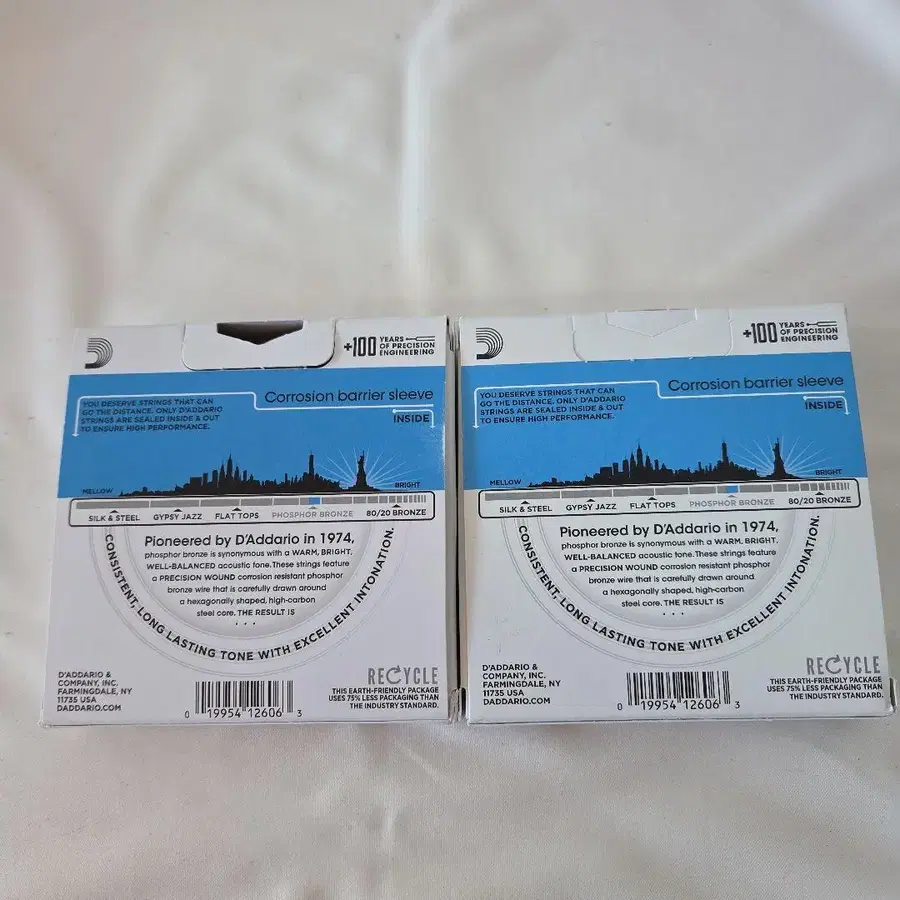 +100 YEARS
OF PRECISION
ENGINEERING
Corrosion barrier sleeve
INSIDE
YOU DESERVE STRINGS THAT CAN
GO THE DISTANCE. ONLY D'ADDARIO
STRINGS ARE SEALED INSIDE & OUT
TO ENSURE HIGH PERFORMANCE.
MELLOW
BRIGHT
SILK & STEEL GYPSY JAZZ FLAT TOPS PHOSPHOR BRONZE 80/20 BRONZE
Pioneered by D'Addario in 1974,
phosphor bronze is synonymous with a WARM, BRIGHT,
WELL-BALANCED acoustic tone. These strings feature
a PRECISION WOUND corrosion resistant phosphor
bronze wire that is carefully drawn around
a hexagonally shaped, high-carbon
steel core. THE RESULT IS
. . .
CONSISTENT, LONG LASTING TONE WITH EXCELLENT INTONATION.
D'ADDARIO &
COMPANY, INC.
FARMINGDALE, NY
11735 USA
DADDARIO.COM
0 19954 12606 3
RECYCLE
THIS EARTH-FRIENDLY PACKAGE
USES 75% LESS PACKAGING THAN
THE INDUSTRY STANDARD.
+100 YEARS
OF PRECISION
ENGINEERING
Corrosion barrier sleeve
INSIDE
YOU DESERVE STRINGS THAT CAN
GO THE DISTANCE. ONLY D'ADDARIO
STRINGS ARE SEALED INSIDE & OUT
TO ENSURE HIGH PERFORMANCE.
MELLOW
BRIGHT
SILK & STEEL GYPSY JAZZ FLAT TOPS PHOSPHOR BRONZE 80/20 BRONZE
Pioneered by D'Addario in 1974,
phosphor bronze is synonymous with a WARM, BRIGHT,
WELL-BALANCED acoustic tone. These strings feature
a PRECISION WOUND corrosion resistant phosphor
bronze wire that is carefully drawn around
a hexagonally shaped, high-carbon
steel core. THE RESULT IS
. . .
CONSISTENT, LONG LASTING TONE WITH EXCELLENT INTONATION.
D'ADDARIO &
COMPANY, INC.
FARMINGDALE, NY
11735 USA
DADDARIO.COM
0 19954 12606 3
RECYCLE
THIS EARTH-FRIENDLY PACKAGE
USES 75% LESS PACKAGING THAN
THE INDUSTRY STANDARD.